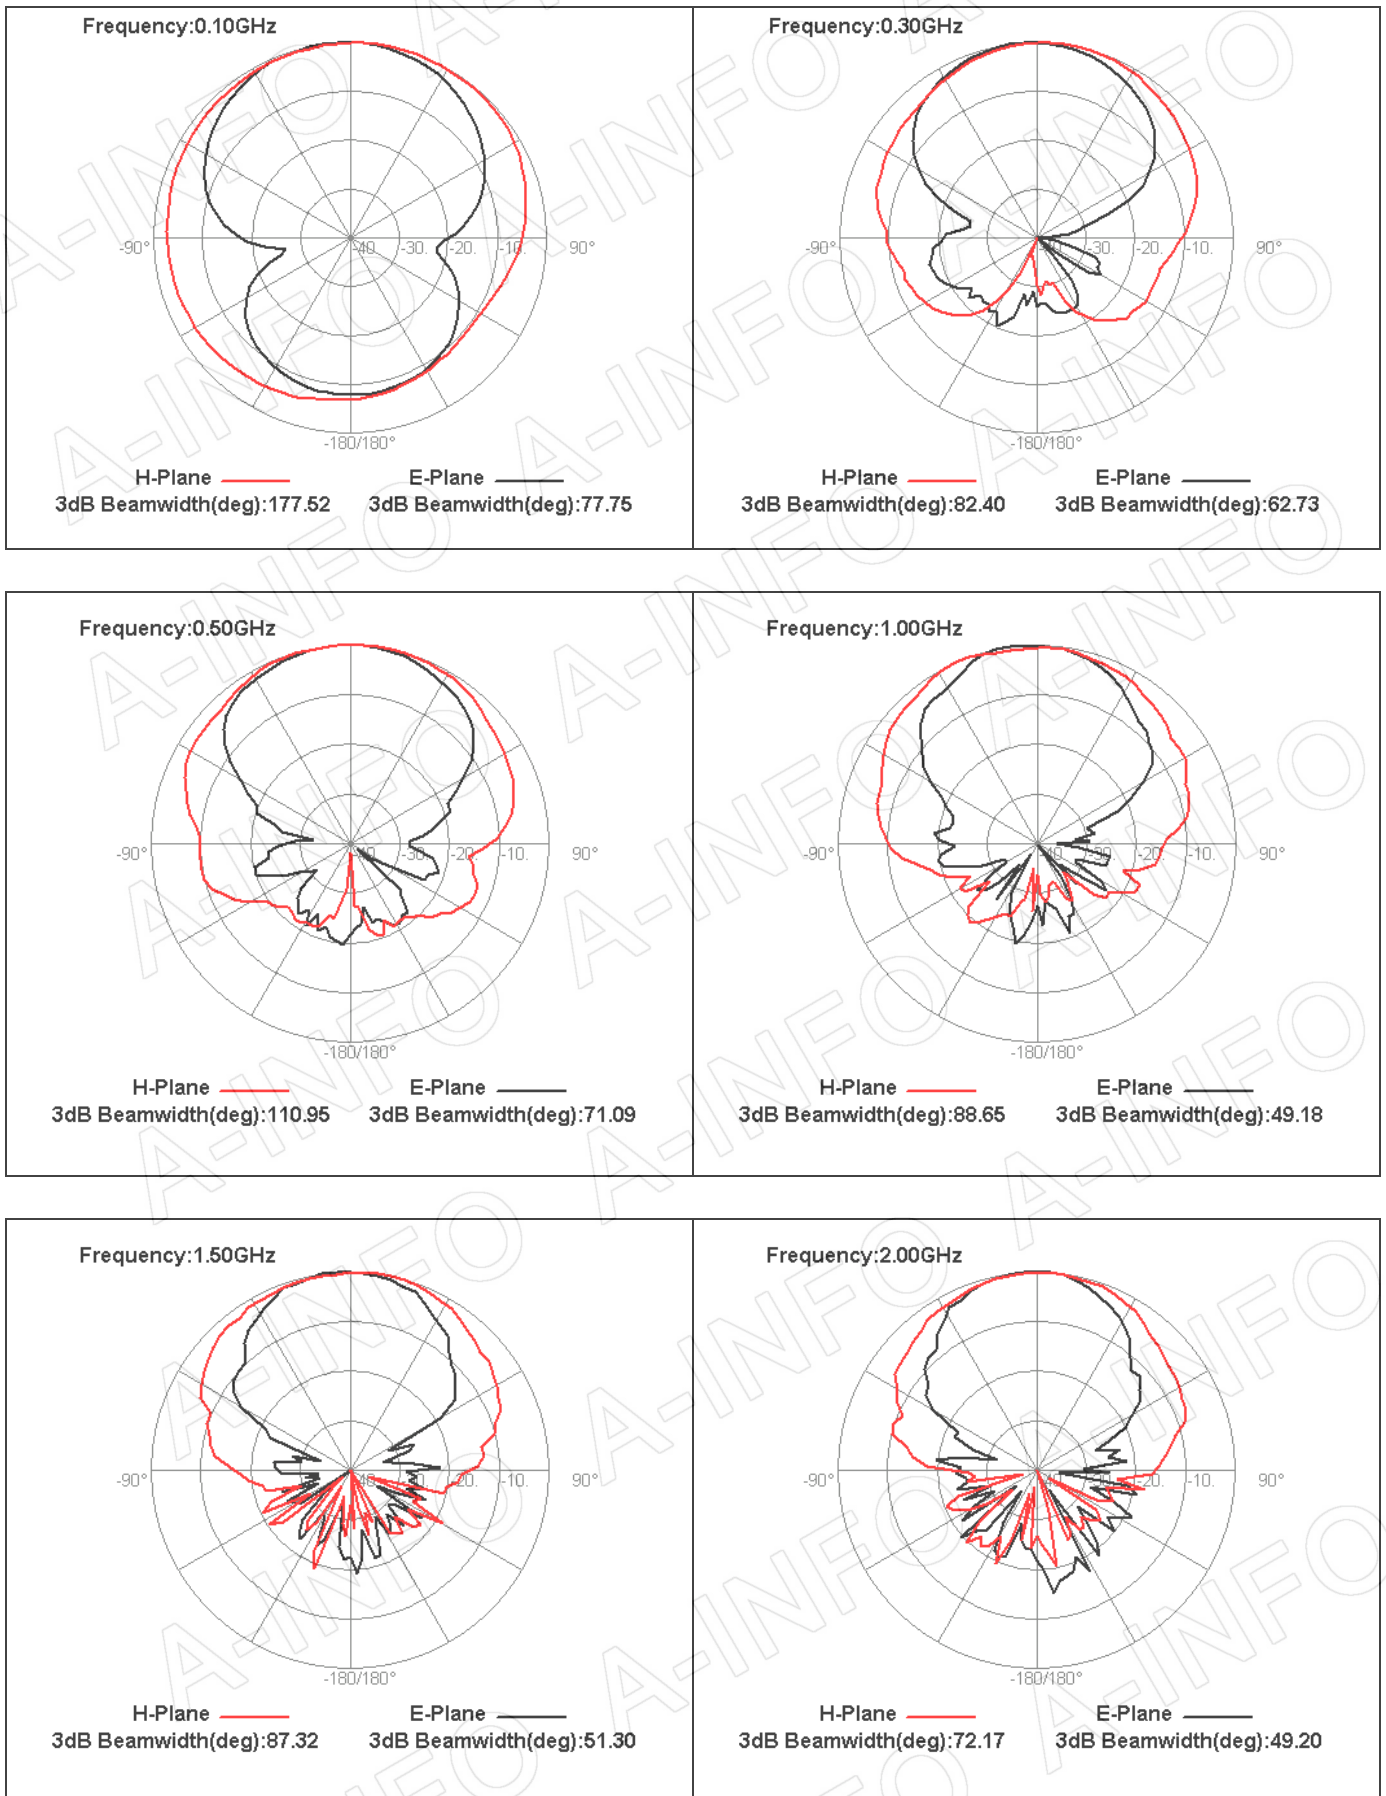 Frequency:0.10GHz
-90° -40. -30. -20. -10. 90°
-180/180°
H-Plane E-Plane
3dB Beamwidth(deg):177.52 3dB Beamwidth(deg):77.75
Frequency:0.30GHz
-90° -40. -30. -20. -10. 90°
-180/180°
H-Plane E-Plane
3dB Beamwidth(deg):82.40 3dB Beamwidth(deg):62.73
Frequency:0.50GHz
-90° -40. -30. -20. -10. 90°
-180/180°
H-Plane E-Plane
3dB Beamwidth(deg):110.95 3dB Beamwidth(deg):71.09
Frequency:1.00GHz
-90° -40. -30. -20. -10. 90°
-180/180°
H-Plane E-Plane
3dB Beamwidth(deg):88.65 3dB Beamwidth(deg):49.18
Frequency:1.50GHz
-90° -40. -20. -10. 90°
-180/180°
H-Plane E-Plane
3dB Beamwidth(deg):87.32 3dB Beamwidth(deg):51.30
Frequency:2.00GHz
-90° -20. -10. 90°
-180/180°
H-Plane E-Plane
3dB Beamwidth(deg):72.17 3dB Beamwidth(deg):49.20
A-INFO